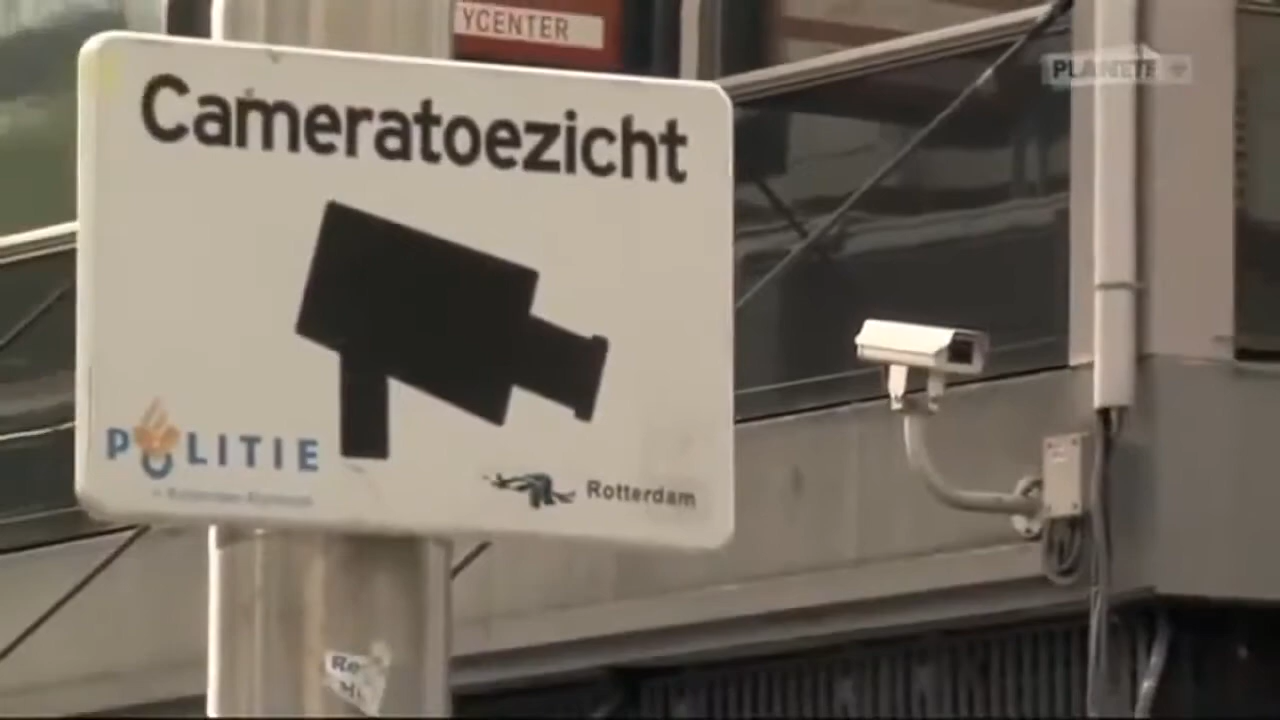 YCENTER
PLANETE +
Cameratoezicht
POLITIE
Rotterdam